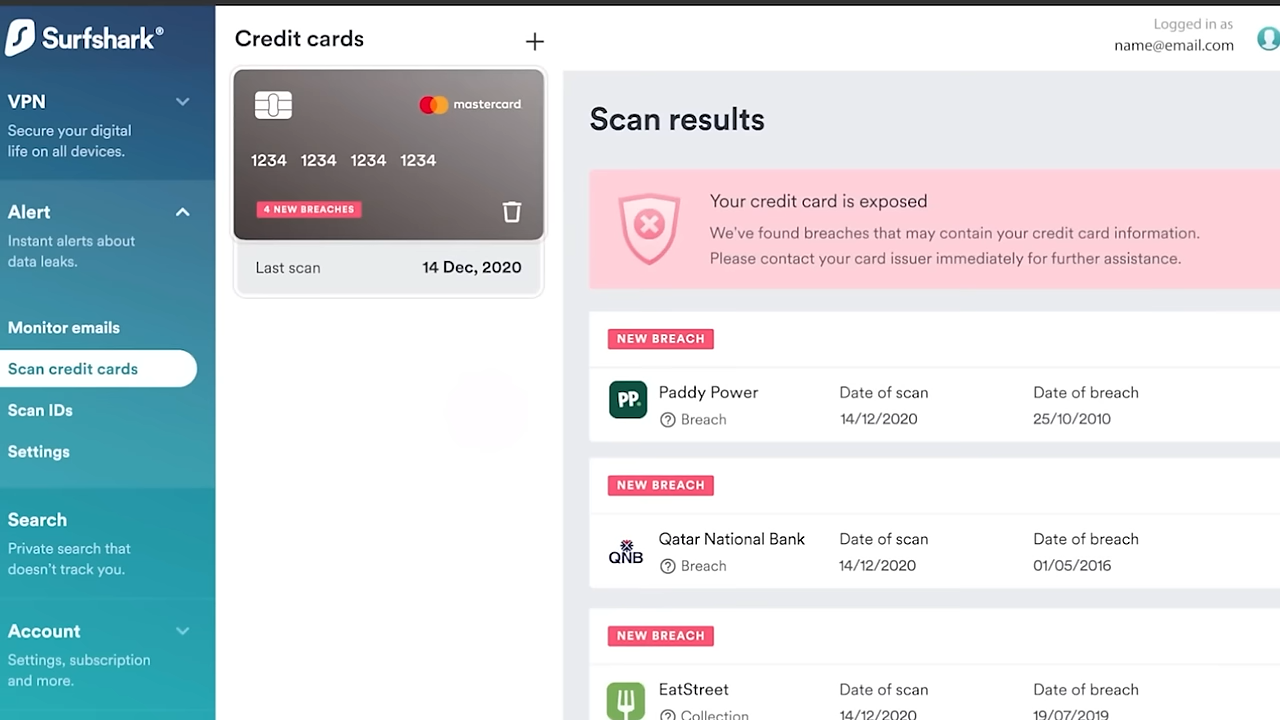 Surfshark®
VPN
Secure your digital
life on all devices.
Alert
Instant alerts about
data leaks.
Monitor emails
Scan credit cards
Scan IDs
Settings
Search
Private search that
doesn't track you.
Account
Settings, subscription
and more.
Credit cards
+
mastercard
1234 1234 1234 1234
4 NEW BREACHES
Last scan
14 Dec, 2020
Logged in as
name@email.com
Scan results
Your credit card is exposed
We've found breaches that may contain your credit card information.
Please contact your card issuer immediately for further assistance.
NEW BREACH
PP.
Paddy Power
Breach
Date of scan
14/12/2020
Date of breach
25/10/2010
NEW BREACH
QNB
Qatar National Bank
Breach
Date of scan
14/12/2020
Date of breach
01/05/2016
NEW BREACH
EatStreet
Collection
Date of scan
14/12/2020
Date of breach
19/07/2019